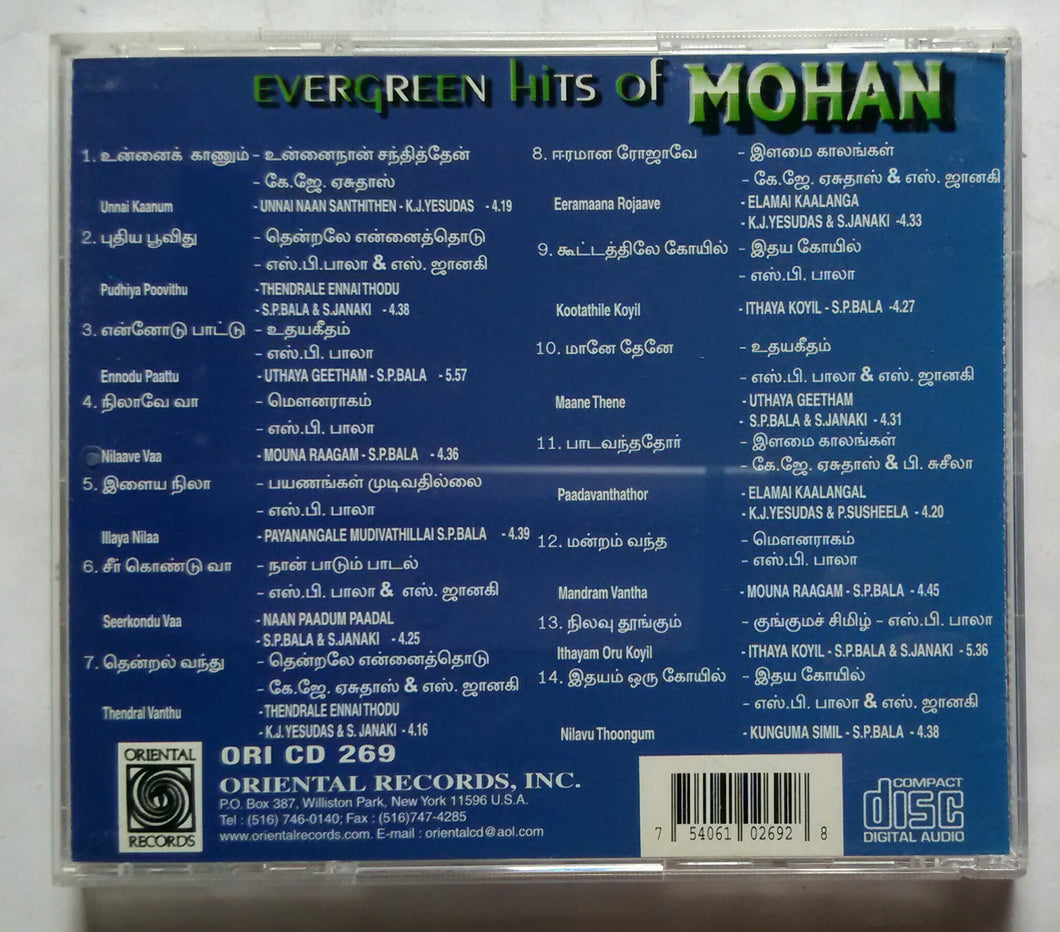 EVERGREEN hiTS of MOHAN
1. உன்னைக் காணும் - உன்னைநான் சந்தித்தேன்
- கே.ஜே. ஏசுதாஸ்
Unnai Kaanum - UNNAI NAAN SANTHITHEN - K.J.YESUDAS - 4.19
2. புதிய பூவிது - தென்றலே என்னைத்தொடு
- எஸ்.பி.பாலா & எஸ். ஜானகி
Pudhiya Poovithu - THENDRALE ENNAI THODU
- S.P.BALA & S.JANAKI - 4.38
3. என்னோடு பாட்டு - உதயகீதம்
- எஸ்.பி. பாலா
Ennodu Paattu - UTHAYA GEETHAM - S.P.BALA - 5.57
4. நிலாவே வா - மௌனராகம்
- எஸ்.பி. பாலா
Nilaave Vaa - MOUNA RAAGAM - S.P.BALA - 4.36
5. இளைய நிலா - பயணங்கள் முடிவதில்லை
- எஸ்.பி. பாலா
Illaya Nilaa - PAYANANGALE MUDIVATHILLAI S.P.BALA - 4.39
6. சீர் கொண்டு வா - நான் பாடும் பாடல்
- எஸ்.பி. பாலா & எஸ். ஜானகி
Seerkondu Vaa - NAAN PAADUM PAADAL
- S.P.BALA & S.JANAKI - 4.25
7. தென்றல் வந்து - தென்றலே என்னைத்தொடு
- கே.ஜே. ஏசுதாஸ் & எஸ். ஜானகி
Thendral Vanthu - THENDRALE ENNAI THODU
- K.J.YESUDAS & S. JANAKI - 4.16
8. ஈரமான ரோஜாவே - இளமை காலங்கள்
- கே.ஜே. ஏசுதாஸ் & எஸ். ஜானகி
Eeramaana Rojaave - ELAMAI KAALANGA
- K.J.YESUDAS & S.JANAKI - 4.33
9. கூட்டத்திலே கோயில் - இதய கோயில்
- எஸ்.பி. பாலா
Kootathile Koyil - ITHAYA KOYIL - S.P.BALA - 4.27
10. மானே தேனே - உதயகீதம்
- எஸ்.பி. பாலா & எஸ். ஜானகி
Maane Thene - UTHAYA GEETHAM
- S.P.BALA & S.JANAKI - 4.31
11. பாடவந்ததோர் - இளமை காலங்கள்
- கே.ஜே. ஏசுதாஸ் & பி. சுசீலா
Paadavanthathor - ELAMAI KAALANGAL
- K.J.YESUDAS & P.SUSHEELA - 4.20
12. மன்றம் வந்த - மௌனராகம்
- எஸ்.பி. பாலா
Mandram Vantha - MOUNA RAAGAM - S.P.BALA - 4.45
13. நிலவு தூங்கும் - குங்குமச் சிமிழ் - எஸ்.பி. பாலா
Ithayam Oru Koyil - ITHAYA KOYIL - S.P.BALA & S.JANAKI - 5.36
14. இதயம் ஒரு கோயில் - இதய கோயில்
- எஸ்.பி. பாலா & எஸ். ஜானகி
Nilavu Thoongum - KUNGUMA SIMIL - S.P.BALA - 4.38
ORIENTAL
RECORDS
ORI CD 269
ORIENTAL RECORDS, INC.
P.O. Box 387, Williston Park, New York 11596 U.S.A.
Tel : (516) 746-0140; Fax : (516)747-4285
www.orientalrecords.com. E-mail : orientalcd @ aol.com
7 54061 02692 8
COMPACT
disc
DIGITAL AUDIO